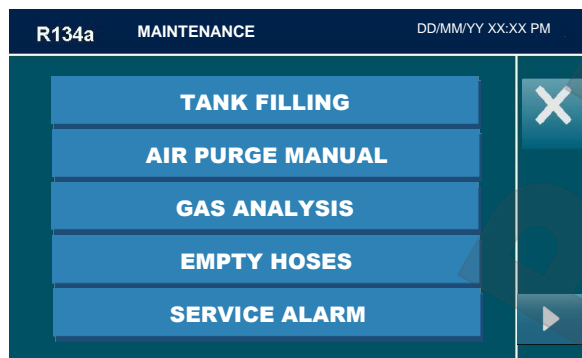 R134a MAINTENANCE DD/MM/YY XX:XX PM
TANK FILLING
AIR PURGE MANUAL
GAS ANALYSIS
EMPTY HOSES
SERVICE ALARM